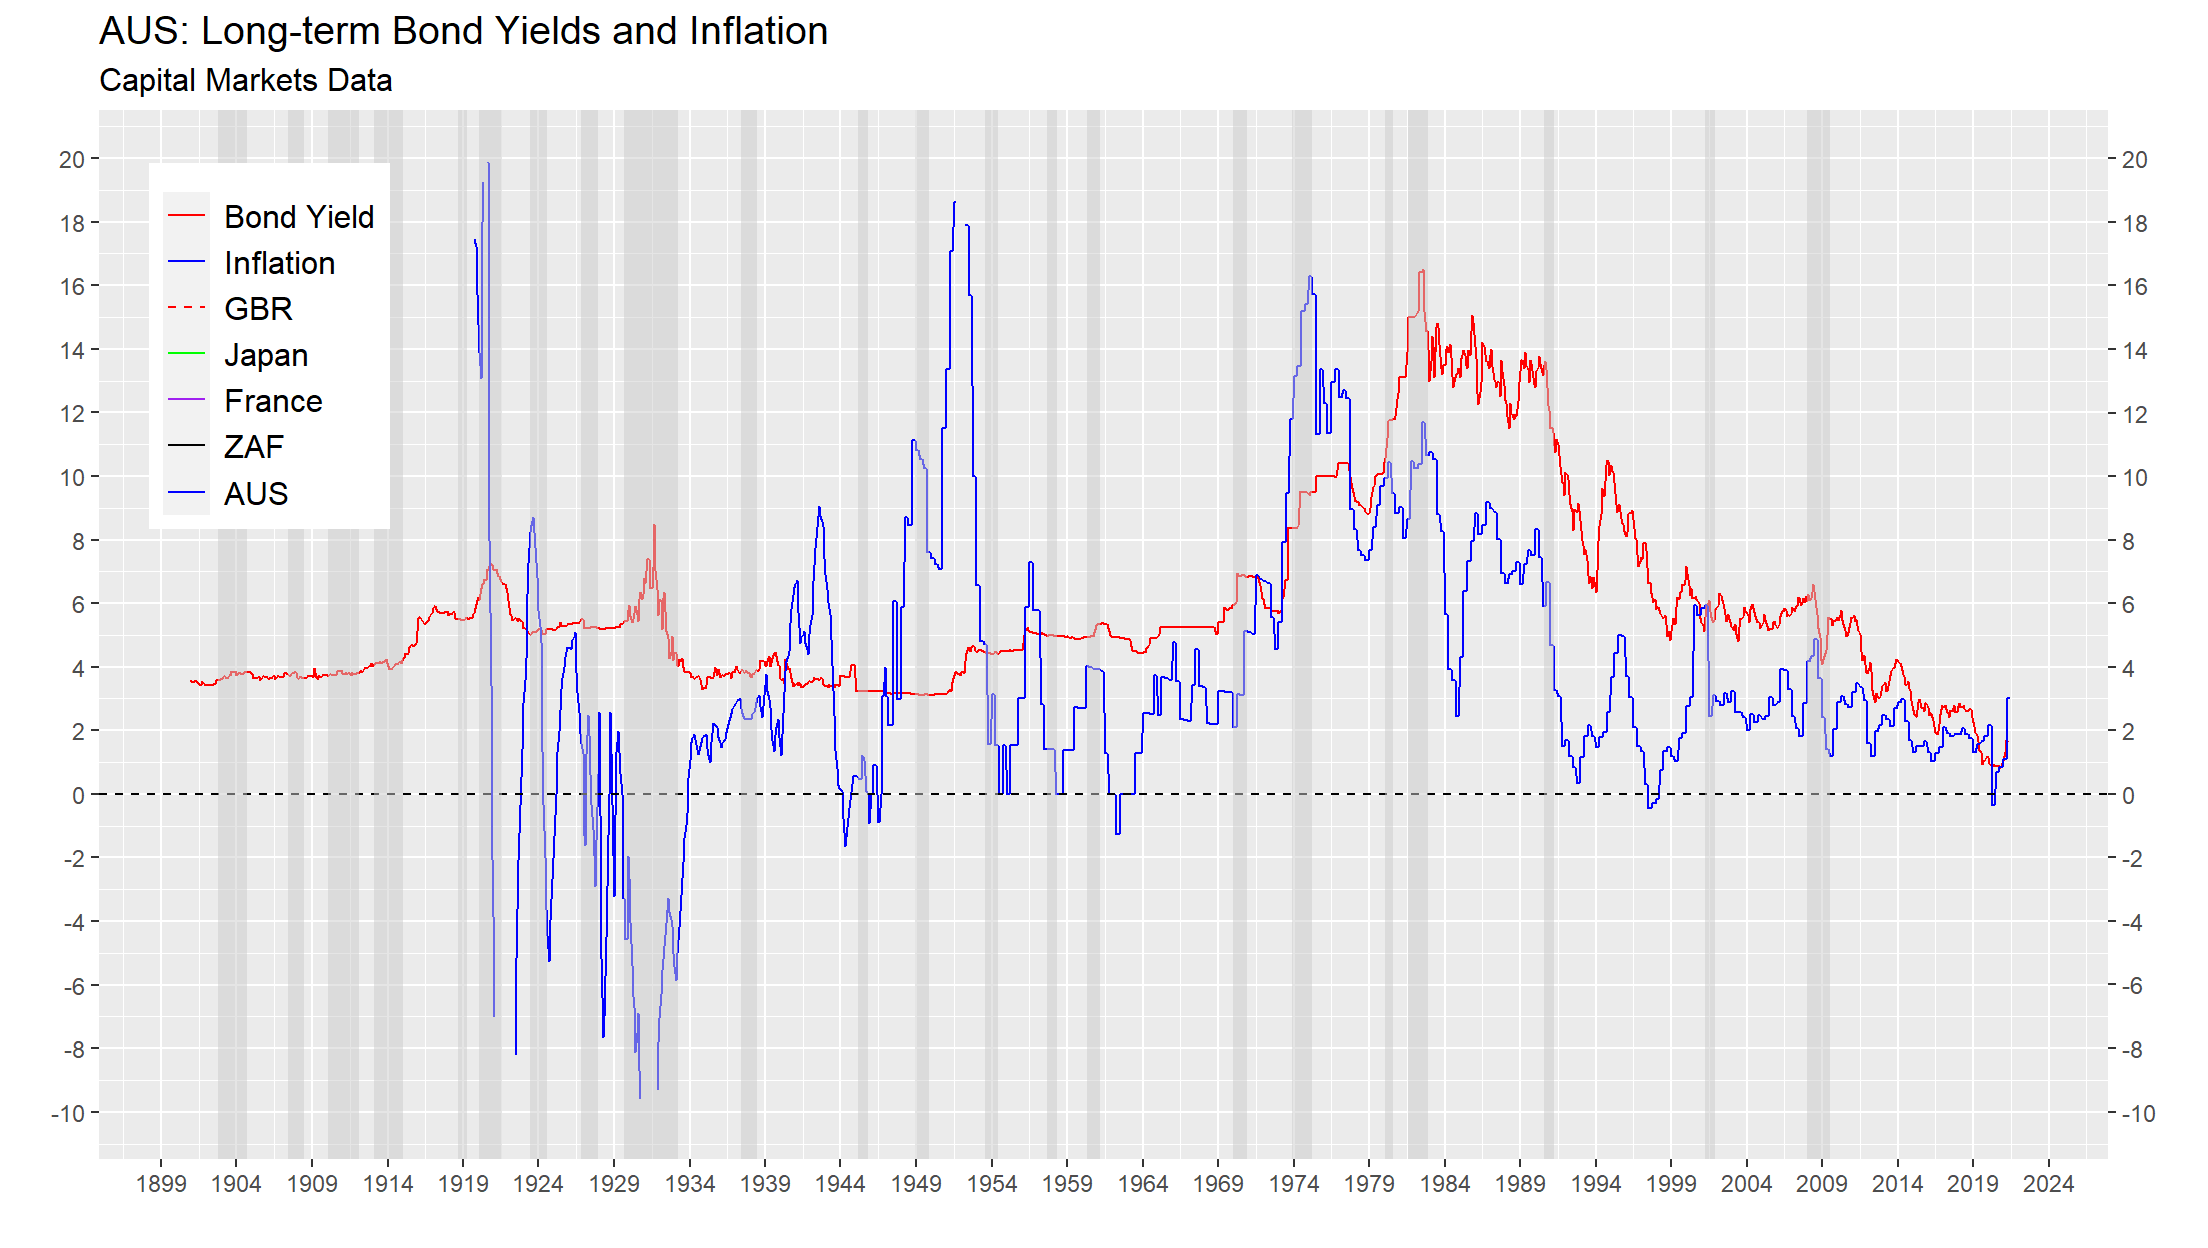 AUS: Long-term Bond Yields and Inflation
Capital Markets Data
Bond Yield
Inflation
GBR
Japan
France
ZAF
AUS
20 20
18 18
16 16
14 14
12 12
10 10
8 8
6 6
4 4
2 2
0 0
-2 -2
-4 -4
-6 -6
-8 -8
-10 -10
1899 1904 1909 1914 1919 1924 1929 1934 1939 1944 1949 1954 1959 1964 1969 1974 1979 1984 1989 1994 1999 2004 2009 2014 2019 2024